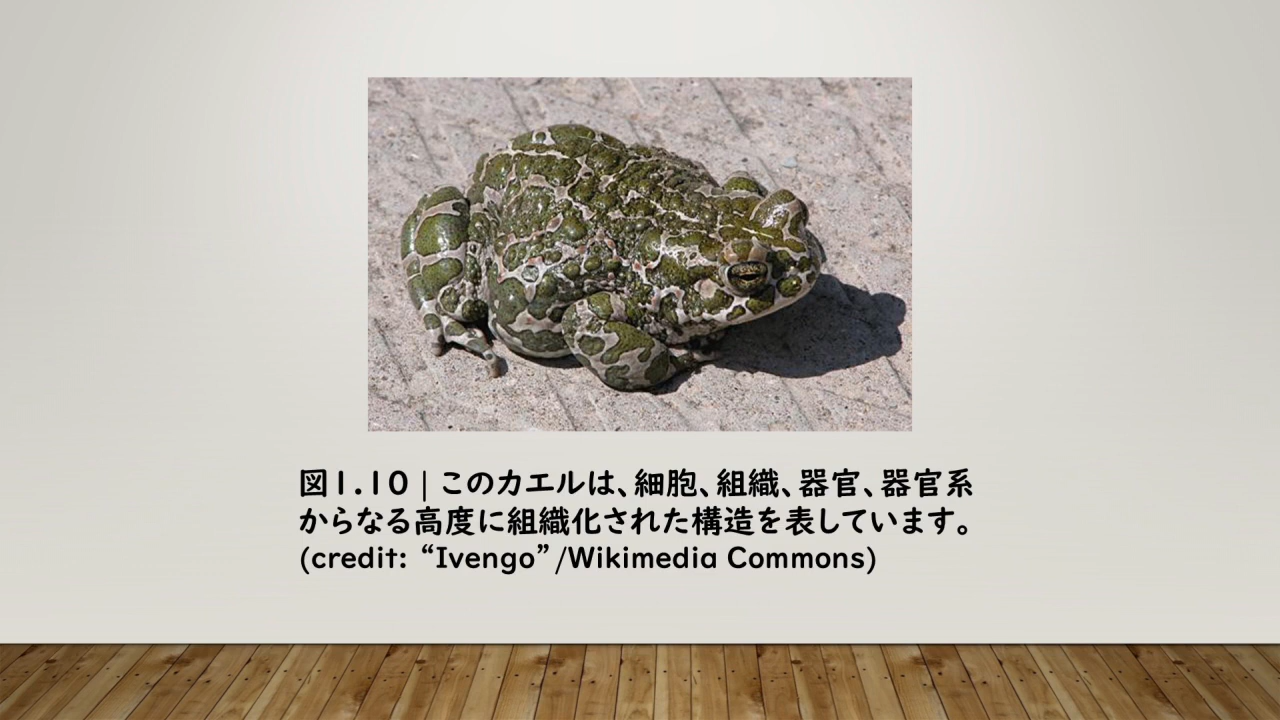 図1.10 | このカエルは、細胞、組織、器官、器官系
からなる高度に組織化された構造を表しています。
(credit: “Ivengo”/Wikimedia Commons)